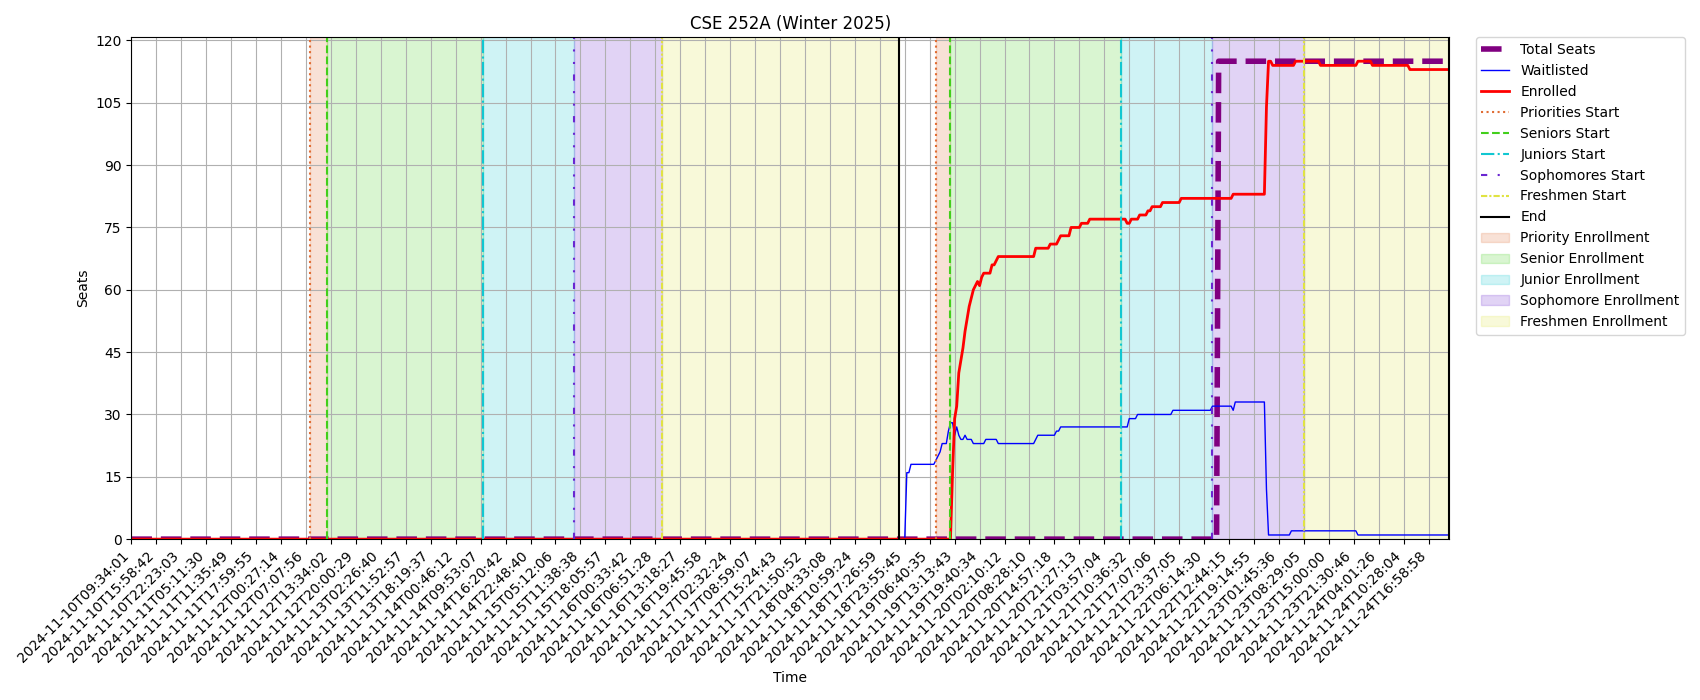 CSE 252A (Winter 2025)
120
105
90
75
60
45
30
15
0
Seats
2024-11-10T09:34:01
2024-11-10T15:58:42
2024-11-10T22:23:03
2024-11-11T05:11:30
2024-11-11T11:35:49
2024-11-11T17:59:55
2024-11-12T00:27:14
2024-11-12T07:07:56
2024-11-12T13:34:02
2024-11-12T20:00:29
2024-11-13T02:26:40
2024-11-13T11:52:57
2024-11-13T18:19:37
2024-11-14T00:46:12
2024-11-14T09:53:07
2024-11-14T16:20:42
2024-11-14T22:48:40
2024-11-15T05:12:06
2024-11-15T11:38:38
2024-11-15T18:05:57
2024-11-16T00:33:42
2024-11-16T06:51:28
2024-11-16T13:18:27
2024-11-16T19:45:58
2024-11-17T02:32:24
2024-11-17T08:59:07
2024-11-17T15:24:43
2024-11-17T21:50:52
2024-11-18T04:33:08
2024-11-18T10:59:24
2024-11-18T17:26:59
2024-11-18T23:55:45
2024-11-19T06:40:35
2024-11-19T13:13:43
2024-11-19T19:40:34
2024-11-20T02:10:12
2024-11-20T08:28:10
2024-11-20T14:57:18
2024-11-20T21:27:13
2024-11-21T03:57:04
2024-11-21T10:36:32
2024-11-21T17:07:06
2024-11-21T23:37:05
2024-11-22T06:14:30
2024-11-22T12:44:15
2024-11-22T19:14:55
2024-11-23T01:45:36
2024-11-23T08:29:05
2024-11-23T15:00:00
2024-11-23T21:30:46
2024-11-24T04:01:26
2024-11-24T10:28:04
2024-11-24T16:58:58
Time
Total Seats
Waitlisted
Enrolled
Priorities Start
Seniors Start
Juniors Start
Sophomores Start
Freshmen Start
End
Priority Enrollment
Senior Enrollment
Junior Enrollment
Sophomore Enrollment
Freshmen Enrollment